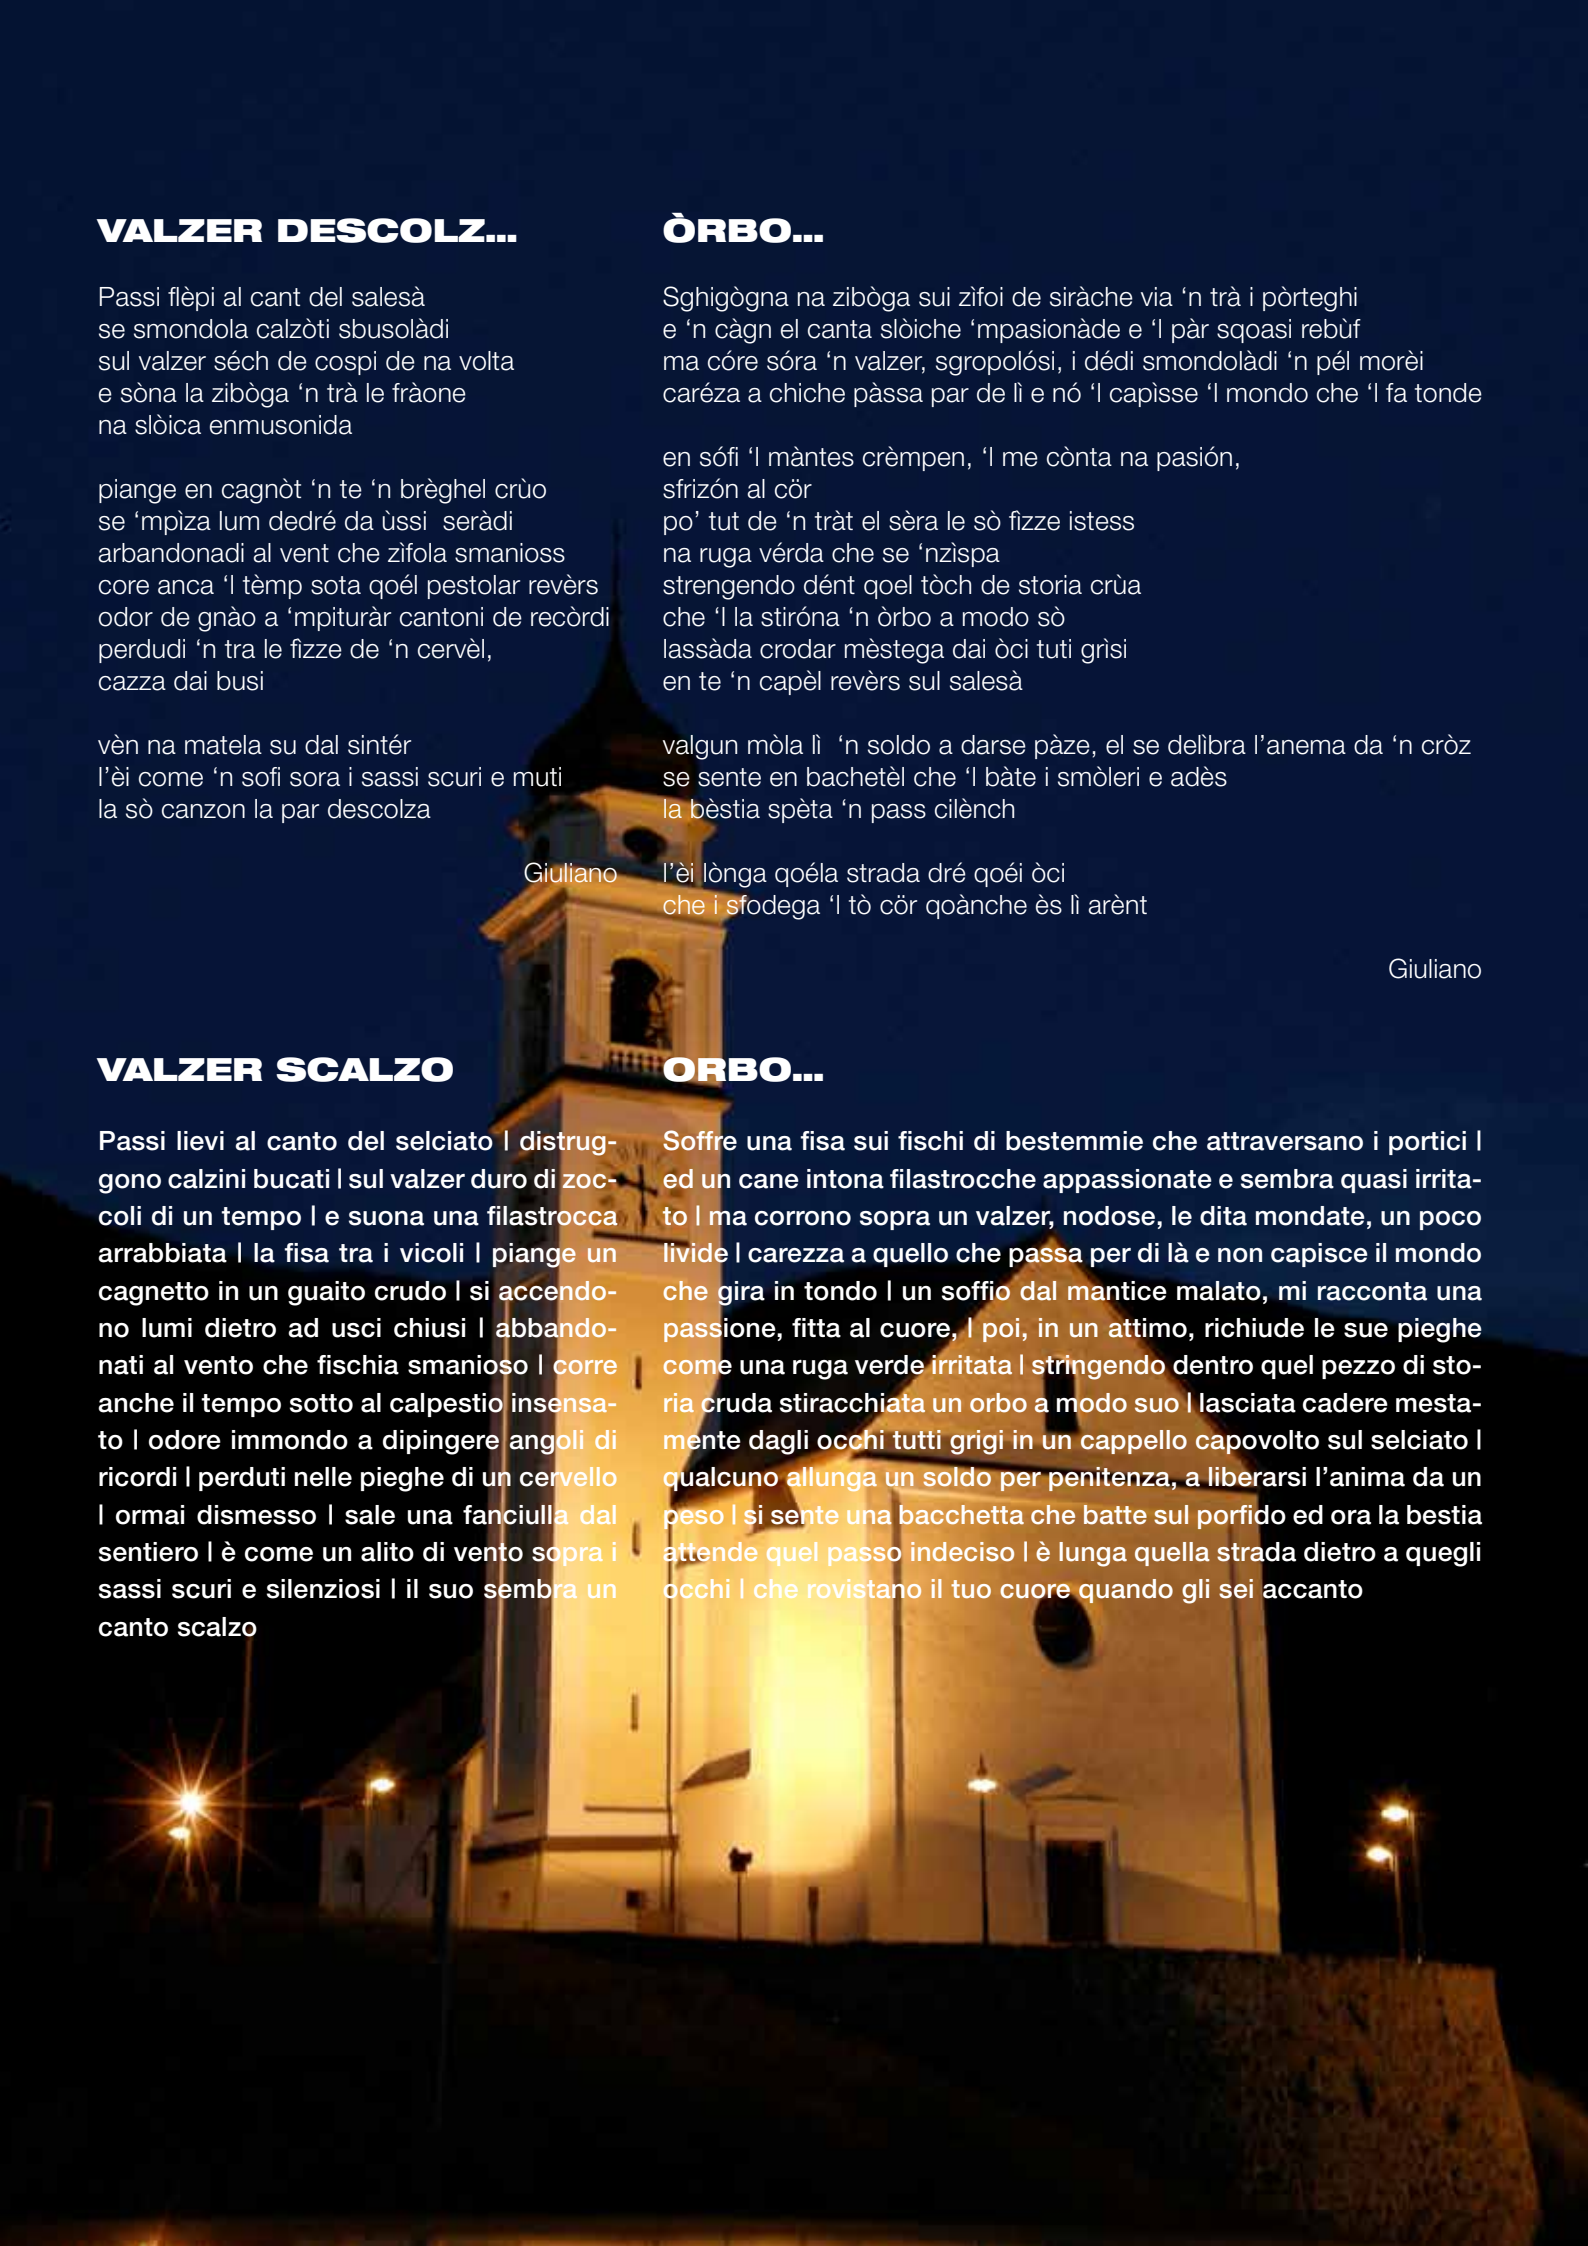 VALZER DESCOLZ...
Passi flèpi al cant del salesà
se smondola calzòti sbusolàdi
sul valzer séch de cospi de na volta
e sòna la zibòga ‘n trà le fràone
na slòica enmusonida
piange en cagnòt ‘n te ‘n brèghel crùo
se ‘mpìza lum dedré da ùssi  seràdi
arbandonadi al vent che zìfola smanioss
core anca ‘l tèmp sota qoél pestolar revèrs
odor de gnào a ‘mpituràr cantoni de recòrdi
perdudi ‘n tra le fizze de ‘n cervèl,
cazza dai busi
vèn na matela su dal sintér
l’èi come ‘n sofi sora i sassi scuri e muti
la sò canzon la par descolza
Giuliano
ÒRBO...
Sghigògna na zibòga sui zìfoi de siràche via ‘n trà i pòrteghi
e ‘n càgn el canta slòiche ‘mpasionàde e ‘l pàr sqoasi rebùf
ma córe sóra ‘n valzer, sgropolósi, i dédi smondolàdi ‘n pél morèi
caréza a chiche pàssa par de lì e nó ‘l capìsse ‘l mondo che ‘l fa tonde
en sófi ‘l màntes crèmpen, ‘l me cònta na pasión,
sfrizón al cör
po’ tut de ‘n tràt el sèra le sò fìzze istess
na ruga vérda che se ‘nzìspa
strengendo dént qoel tòch de storia crùa
che ‘l la stiróna ‘n òrbo a modo sò
lassàda crodar mèstega dai òci tuti grìsi
en te ‘n capèl revèrs sul salesà
valgun mòla lì  ‘n soldo a darse pàze, el se delìbra l’anema da ‘n cròz
se sente en bachetèl che ‘l bàte i smòleri e adès
la bèstia spèta ‘n pass cilènch
l’èi lònga qoéla strada dré qoéi òci
che i sfodega ‘l tò cör qoànche ès lì arènt
Giuliano
VALZER SCALZO
Passi lievi al canto del selciato | distrug-
gono calzini bucati | sul valzer duro di zoc-
coli di un tempo | e suona una filastrocca
arrabbiata | la fisa tra i vicoli | piange un
cagnetto in un guaito crudo | si accendo-
no lumi dietro ad usci chiusi | abbando-
nati al vento che fischia smanioso | corre
anche il tempo sotto al calpestio insensa-
to | odore immondo a dipingere angoli di
ricordi | perduti nelle pieghe di un cervello
| ormai dismesso | sale una fanciulla dal
sentiero | è come un alito di vento sopra i
sassi scuri e silenziosi | il suo sembra un
canto scalzo
ORBO...
Soffre una fisa sui fischi di bestemmie che attraversano i portici |
ed un cane intona filastrocche appassionate e sembra quasi irrita-
to | ma corrono sopra un valzer, nodose, le dita mondate, un poco
livide | carezza a quello che passa per di là e non capisce il mondo
che gira in tondo | un soffio dal mantice malato, mi racconta una
passione, fitta al cuore, | poi, in un attimo, richiude le sue pieghe
come una ruga verde irritata | stringendo dentro quel pezzo di sto-
ria cruda stiracchiata un orbo a modo suo | lasciata cadere mesta-
mente dagli occhi tutti grigi in un cappello capovolto sul selciato |
qualcuno allunga un soldo per penitenza, a liberarsi l’anima da un
peso | si sente una bacchetta che batte sul porfido ed ora la bestia
attende quel passo indeciso | è lunga quella strada dietro a quegli
occhi | che rovistano il tuo cuore quando gli sei accanto